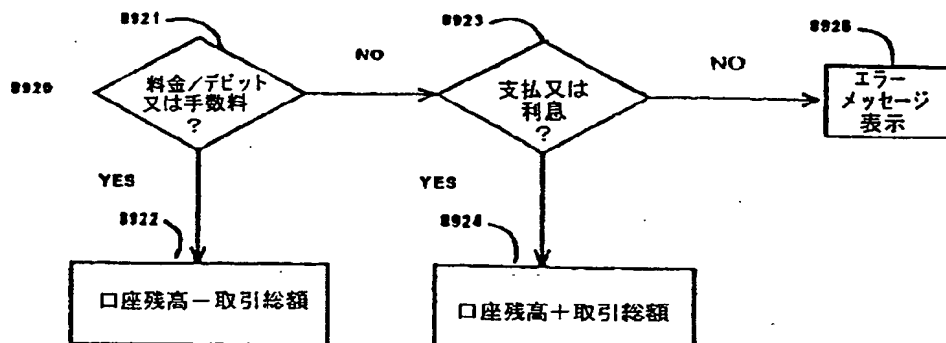 8921
8923
8925
8920
料金/デビット
又は手数料
?
NO
支払又は
利息
?
NO
エラー
メッセージ
表示
YES
YES
8922
8924
口座残高-取引総額
口座残高+取引総額